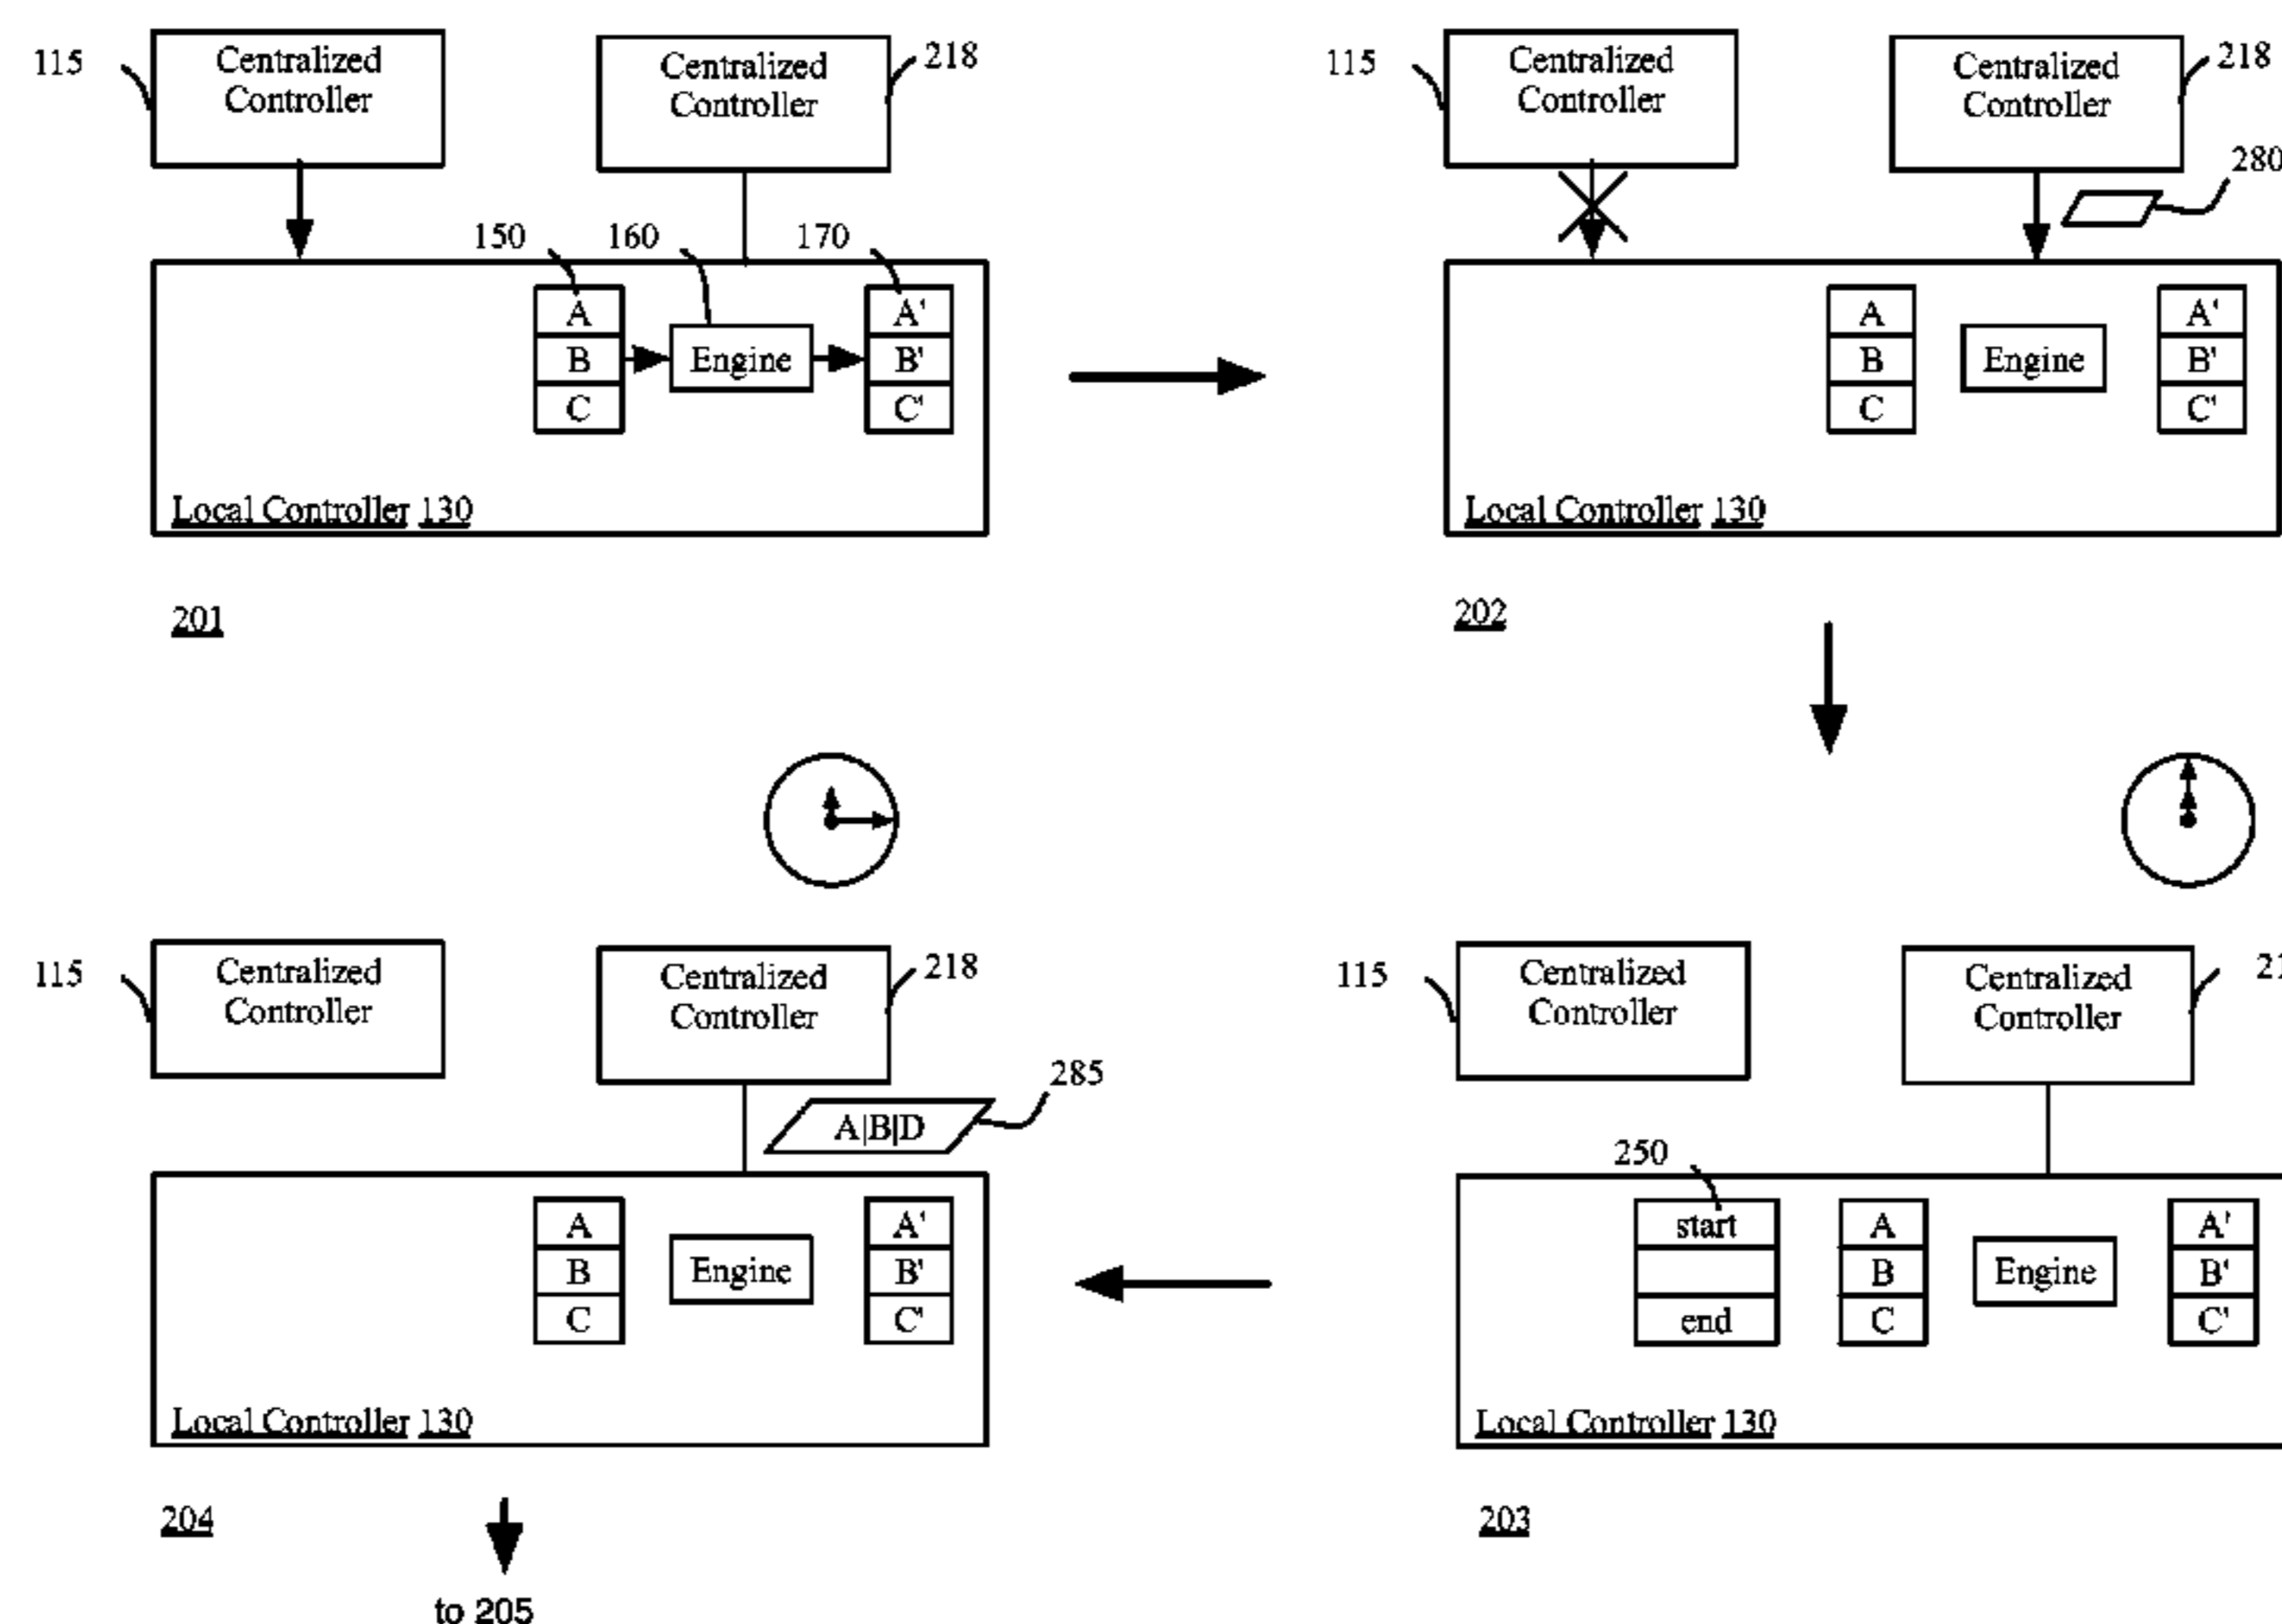 115
Centralized
Controller
Centralized
Controller
218
150
160
170
A
B
C
Engine
A'
B'
C'
Local Controller 130
201
115
Centralized
Controller
Centralized
Controller
218
280
A
B
C
Engine
A'
B'
C'
Local Controller 130
202
115
Centralized
Controller
Centralized
Controller
250
start
end
A
B
C
Engine
A'
B'
C'
Local Controller 130
203
115
Centralized
Controller
Centralized
Controller
218
285
A|B|D
A
B
C
Engine
A'
B'
C'
Local Controller 130
204
to 205